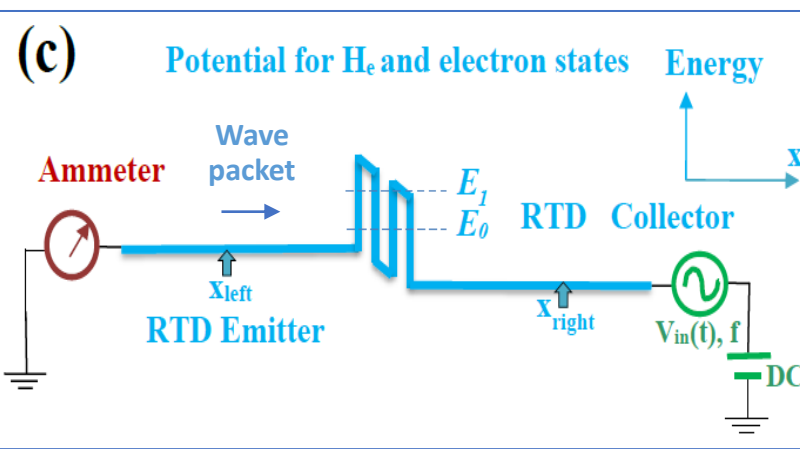 (c)
Potential for He and electron states
Energy
x
Wave
packet
Ammeter
E1
E0
RTD Collector
xleft
xright
RTD Emitter
Vin(t), f
DC